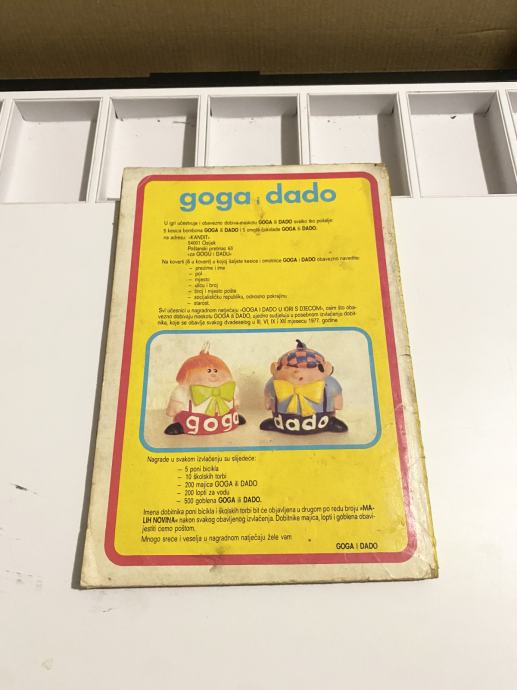 goga i dado
U igri učestvuje i obavezno dobiva maskotu GOGA ili DADO svako tko pošalje:
5 kesica bombona GOGA ili DADO i 5 omota čokolade GOGA ili DADO.
na adresu: »KANDIT«
54001 Osijek
Poštanski pretinac 63
»za GOGU i DADU«
Na koverti (ili u koverti) u kojoj šaljete kesice i omotnice GOGA i DADO obavezno navedite:
– prezime i ime
– pol
– mjesto
– ulicu i broj
– broj i mjesto pošte
– socijalističku republiku, odnosno pokrajinu
– starost.
Svi učesnici u nagradnom natječaju »GOGA I DADO U IGRI S DJECOM«, osim što oba-
vezno dobivaju maskotu GOGA ili DADO, ujedno sudjeluju u posebnom izvlačenju dobit-
nika, koje se obavlja svakog dvadesetog u III, VI, IX i XII mjesecu 1977. godine
goga
dado
Nagrade u svakom izvlačenju su slijedeće:
– 5 poni bicikla
– 10 školskih torbi
– 200 majica GOGA ili DADO
– 200 lopti za vodu
– 500 goblena GOGA ili DADO.
Imena dobitnika poni bicikla i školskih torbi bit će objavljena u drugom po redu broju »MA-
LIH NOVINA« nakon svakog obavljenog izvlačenja. Dobitnike majica, lopti i goblena obavi-
jestiti ćemo poštom.
Mnogo sreće i veselja u nagradnom natječaju žele vam
GOGA I DADO